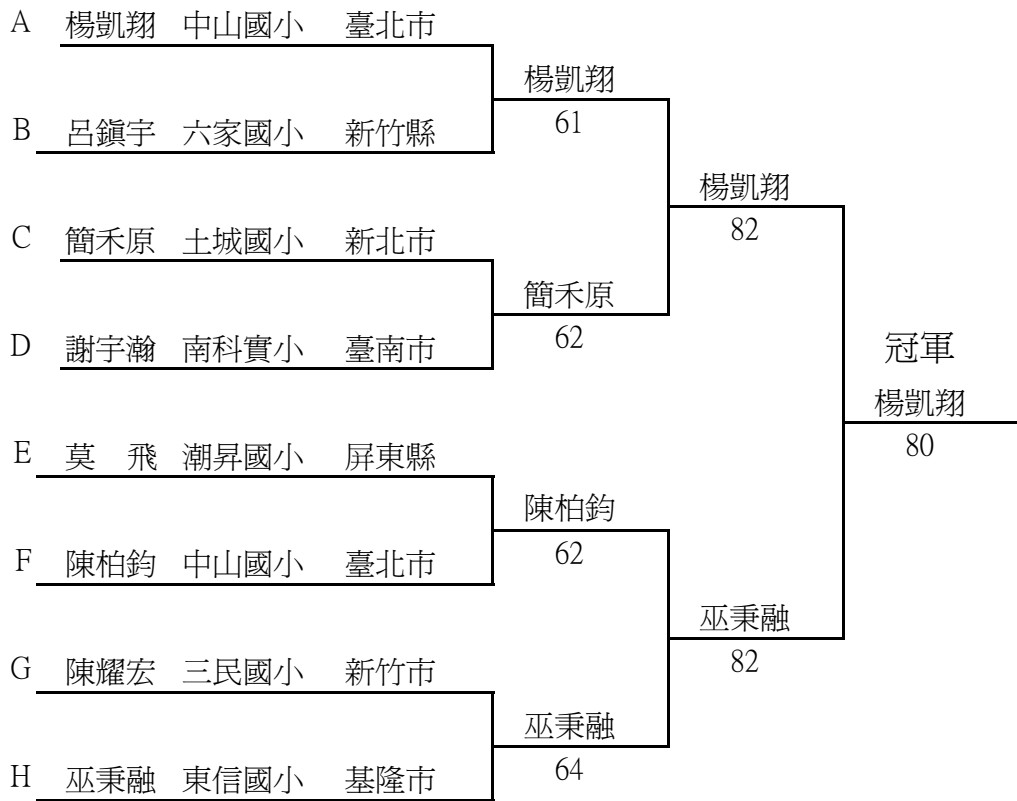 A 楊凱翔 中山國小 臺北市
楊凱翔
61
B 呂鎭宇 六家國小 新竹縣
楊凱翔
82
C 簡禾原 土城國小 新北市
簡禾原
62
D 謝宇瀚 南科實小 臺南市
冠軍
楊凱翔
80
E 莫 飛 潮昇國小 屏東縣
陳柏鈞
62
F 陳柏鈞 中山國小 臺北市
巫秉融
82
G 陳耀宏 三民國小 新竹市
巫秉融
64
H 巫秉融 東信國小 基隆市